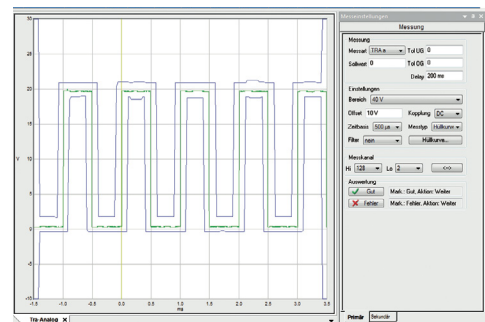 Messeinstellungen
Messung
Messung
Messart TRA a Tol UG 0
Sollwert 0 Tol OG 0
Delay 200 ms
Einstellungen
Bereich 40 V
Offset 10 V Kopplung DC
Zeitbasis 500 µs Messtyp Hüllkurv
Filter nein Hüllkurve...
Messkanal
Hi 128 Lo 2 <->
Auswertung
Gut Mark.: Gut, Aktion: Weiter
Fehler Mark.: Fehler, Aktion: Weiter
Primär Sekundär
30
25
20
V 15
10
5
0
-5
-10
-1.5 -1.0 -0.5 0.0 0.5 1.0 1.5 2.0 2.5 3.0 3.5
ms
Tra-Analog X